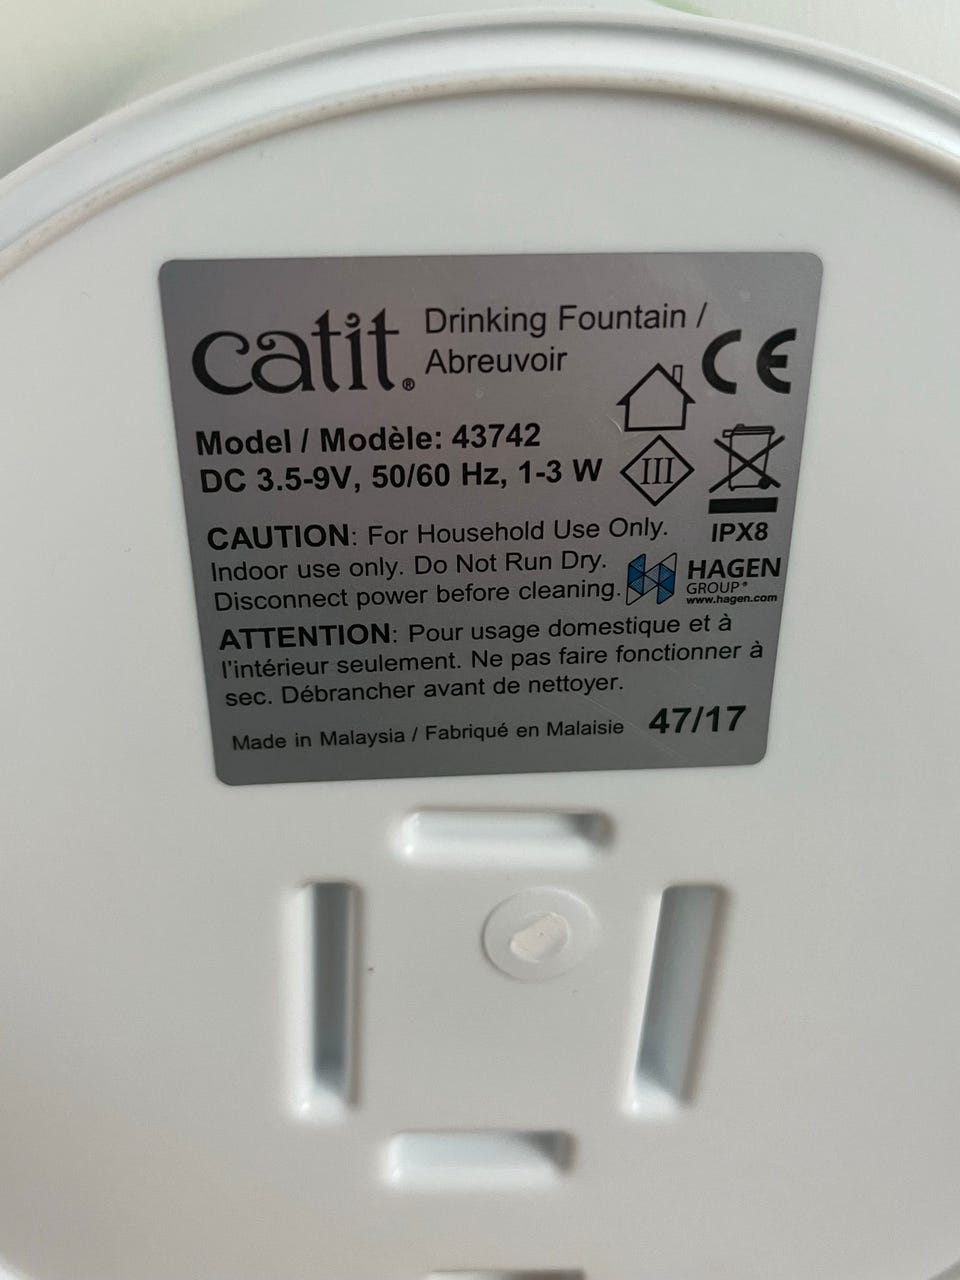 catit® Drinking Fountain /
Abreuvoir
CE
Model / Modèle: 43742
DC 3.5-9V, 50/60 Hz, 1-3 W
III
IPX8
CAUTION: For Household Use Only.
Indoor use only. Do Not Run Dry.
Disconnect power before cleaning.
HAGEN
GROUP®
www.hagen.com
ATTENTION: Pour usage domestique et à
l'intérieur seulement. Ne pas faire fonctionner à
sec. Débrancher avant de nettoyer.
Made in Malaysia / Fabriqué en Malaisie 47/17